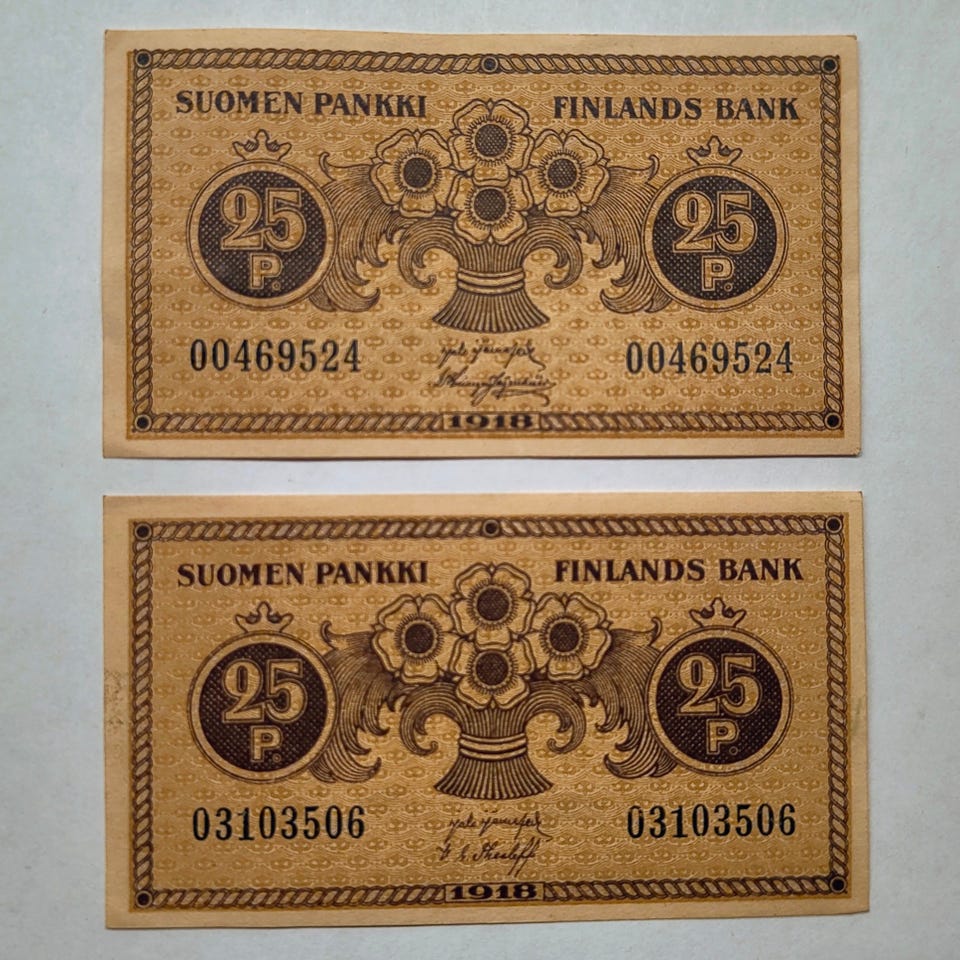 SUOMEN PANKKI FINLANDS BANK
25 P. 25 P.
00469524 00469524
1918
SUOMEN PANKKI FINLANDS BANK
25 P. 25 P.
03103506 03103506
1918